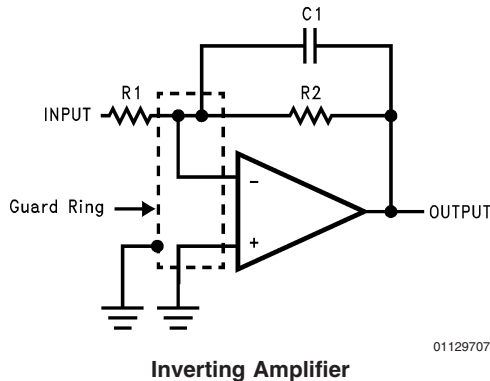 C1
R1
R2
INPUT
−
Guard Ring
OUTPUT
+
01129707
Inverting Amplifier